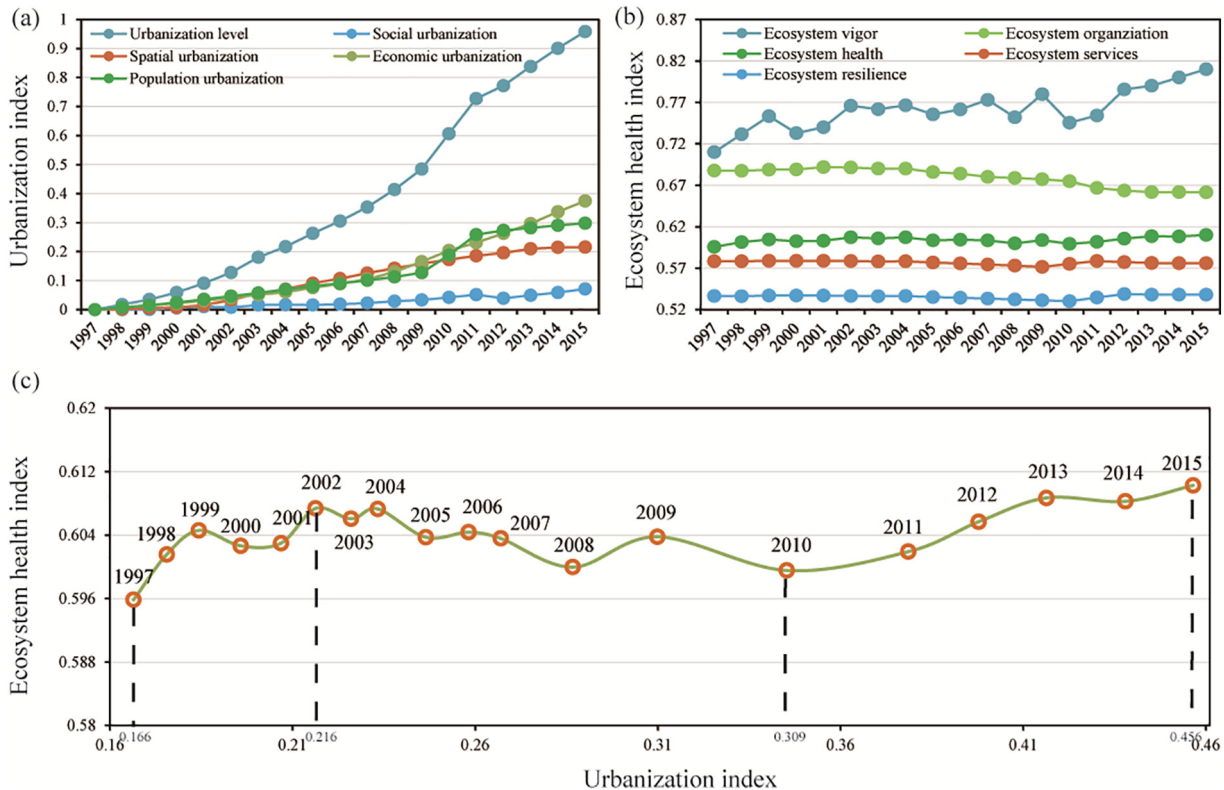 (a)
Urbanization level
Social urbanization
Spatial urbanization
Economic urbanization
Population urbanization
Urbanization index
1
0.9
0.8
0.7
0.6
0.5
0.4
0.3
0.2
0.1
0
1997 1998 1999 2000 2001 2002 2003 2004 2005 2006 2007 2008 2009 2010 2011 2012 2013 2014 2015
(b)
Ecosystem vigor
Ecosystem organziation
Ecosystem health
Ecosystem services
Ecosystem resilience
Ecosystem health index
0.87
0.82
0.77
0.72
0.67
0.62
0.57
0.52
1997 1998 1999 2000 2001 2002 2003 2004 2005 2006 2007 2008 2009 2010 2011 2012 2013 2014 2015
(c)
Ecosystem health index
0.62
0.612
0.604
0.596
0.588
0.58
1997 1998 1999 2000 2001 2002 2003 2004 2005 2006 2007 2008 2009 2010 2011 2012 2013 2014 2015
0.16 0.166 0.21 0.216 0.26 0.31 0.309 0.36 0.41 0.456 0.46
Urbanization index